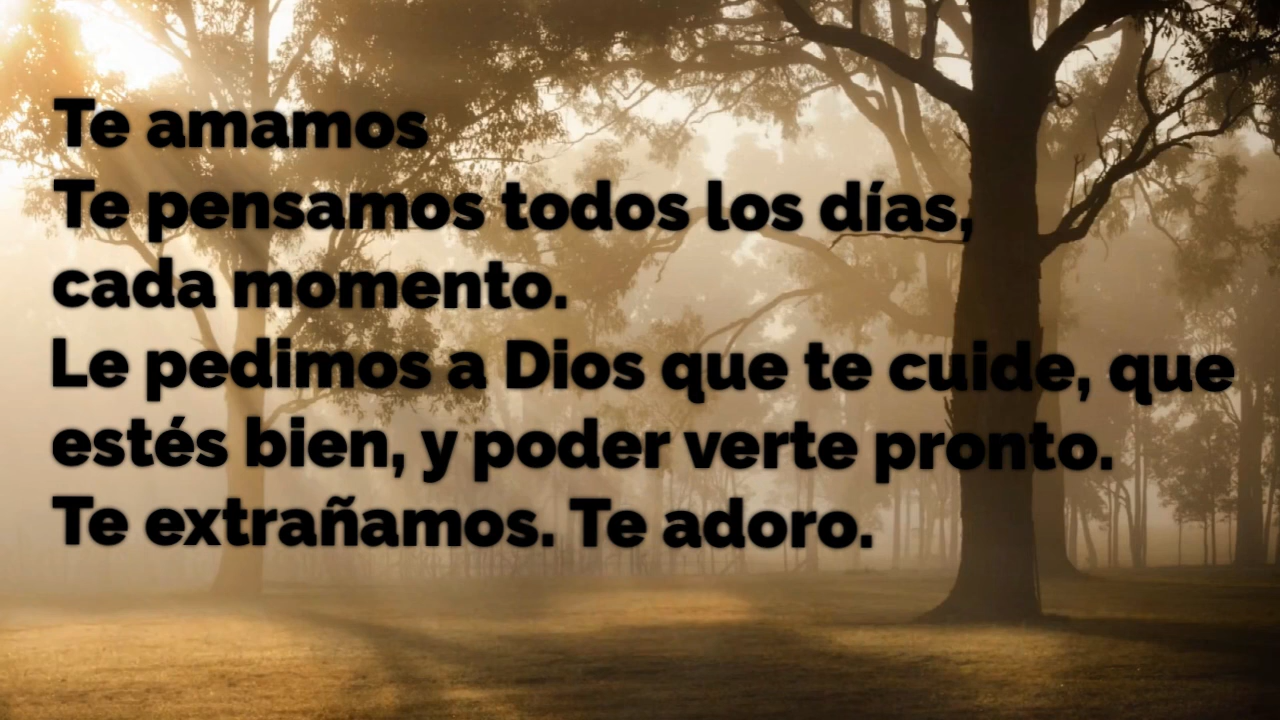 Te amamos
Te pensamos todos los días,
cada momento.
Le pedimos a Dios que te cuide, que
estés bien, y poder verte pronto.
Te extrañamos. Te adoro.